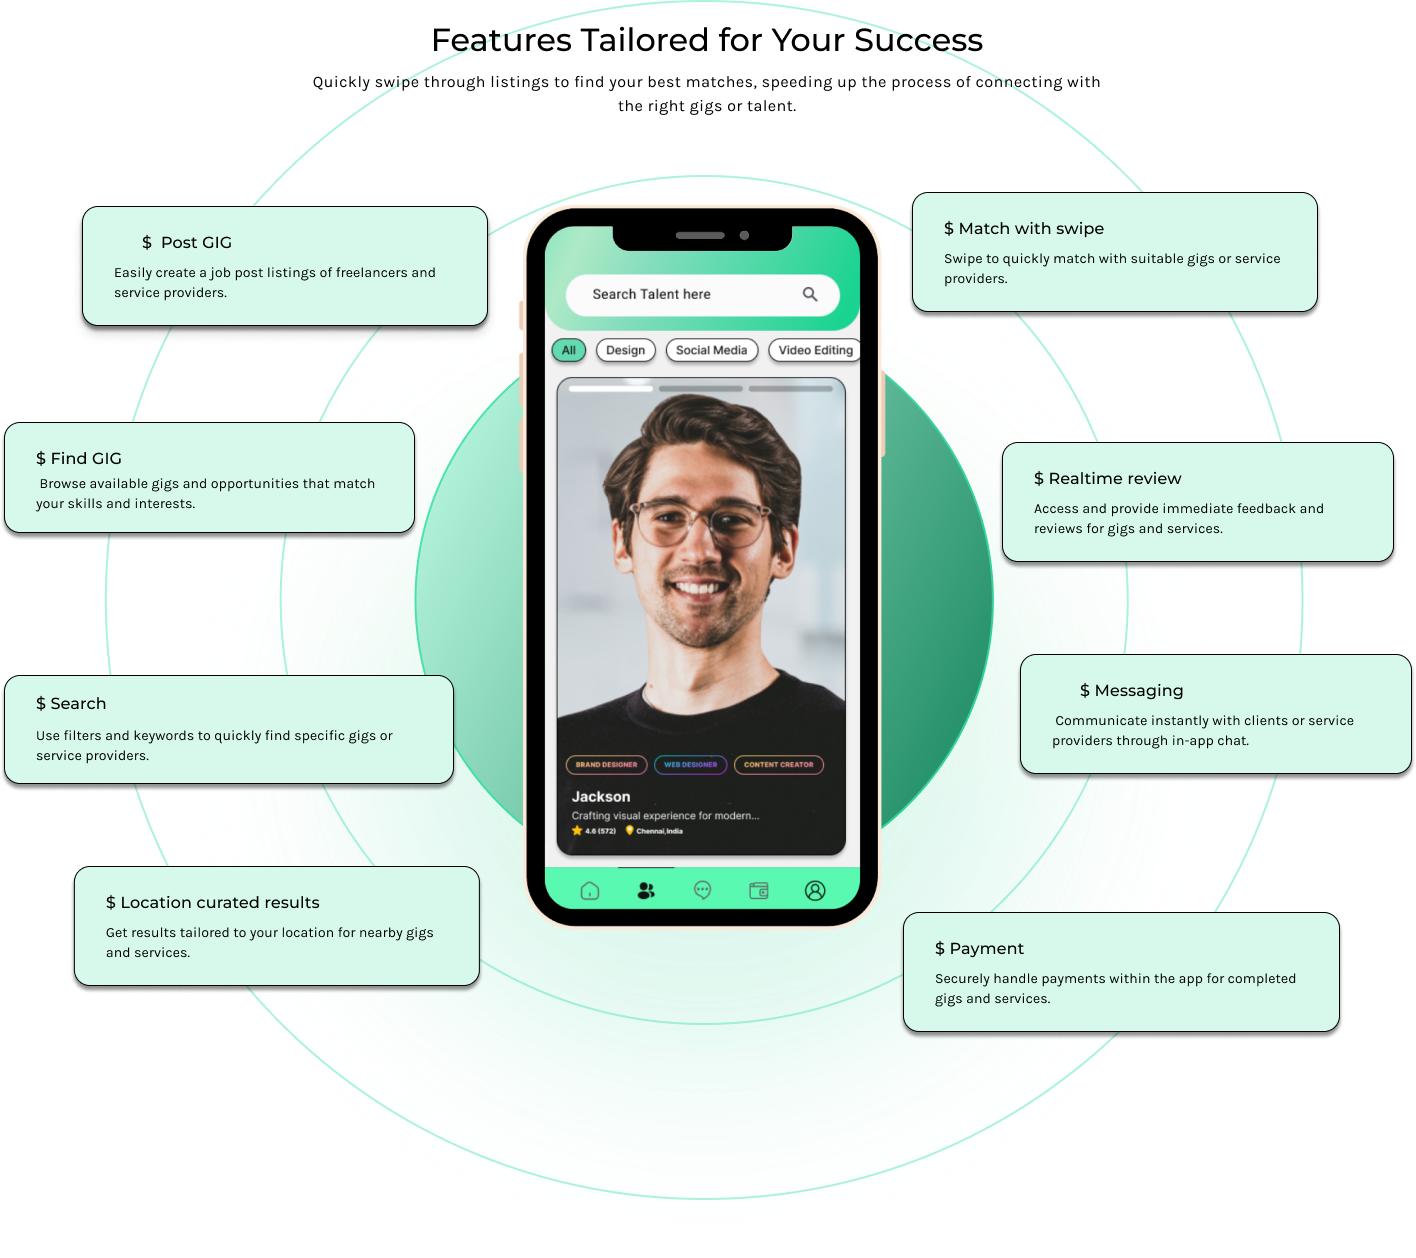 Features Tailored for Your Success
Quickly swipe through listings to find your best matches, speeding up the process of connecting with
the right gigs or talent.
$ Post GIG
Easily create a job post listings of freelancers and
service providers.
$ Find GIG
Browse available gigs and opportunities that match
your skills and interests.
$ Search
Use filters and keywords to quickly find specific gigs or
service providers.
$ Location curated results
Get results tailored to your location for nearby gigs
and services.
Search Talent here
All
Design
Social Media
Video Editing
BRAND DESIGNER
WEB DESIGNER
CONTENT CREATOR
Jackson
Crafting visual experience for modern...
4.6 (572)
Chennai,India
$ Match with swipe
Swipe to quickly match with suitable gigs or service
providers.
$ Realtime review
Access and provide immediate feedback and
reviews for gigs and services.
$ Messaging
Communicate instantly with clients or service
providers through in-app chat.
$ Payment
Securely handle payments within the app for completed
gigs and services.